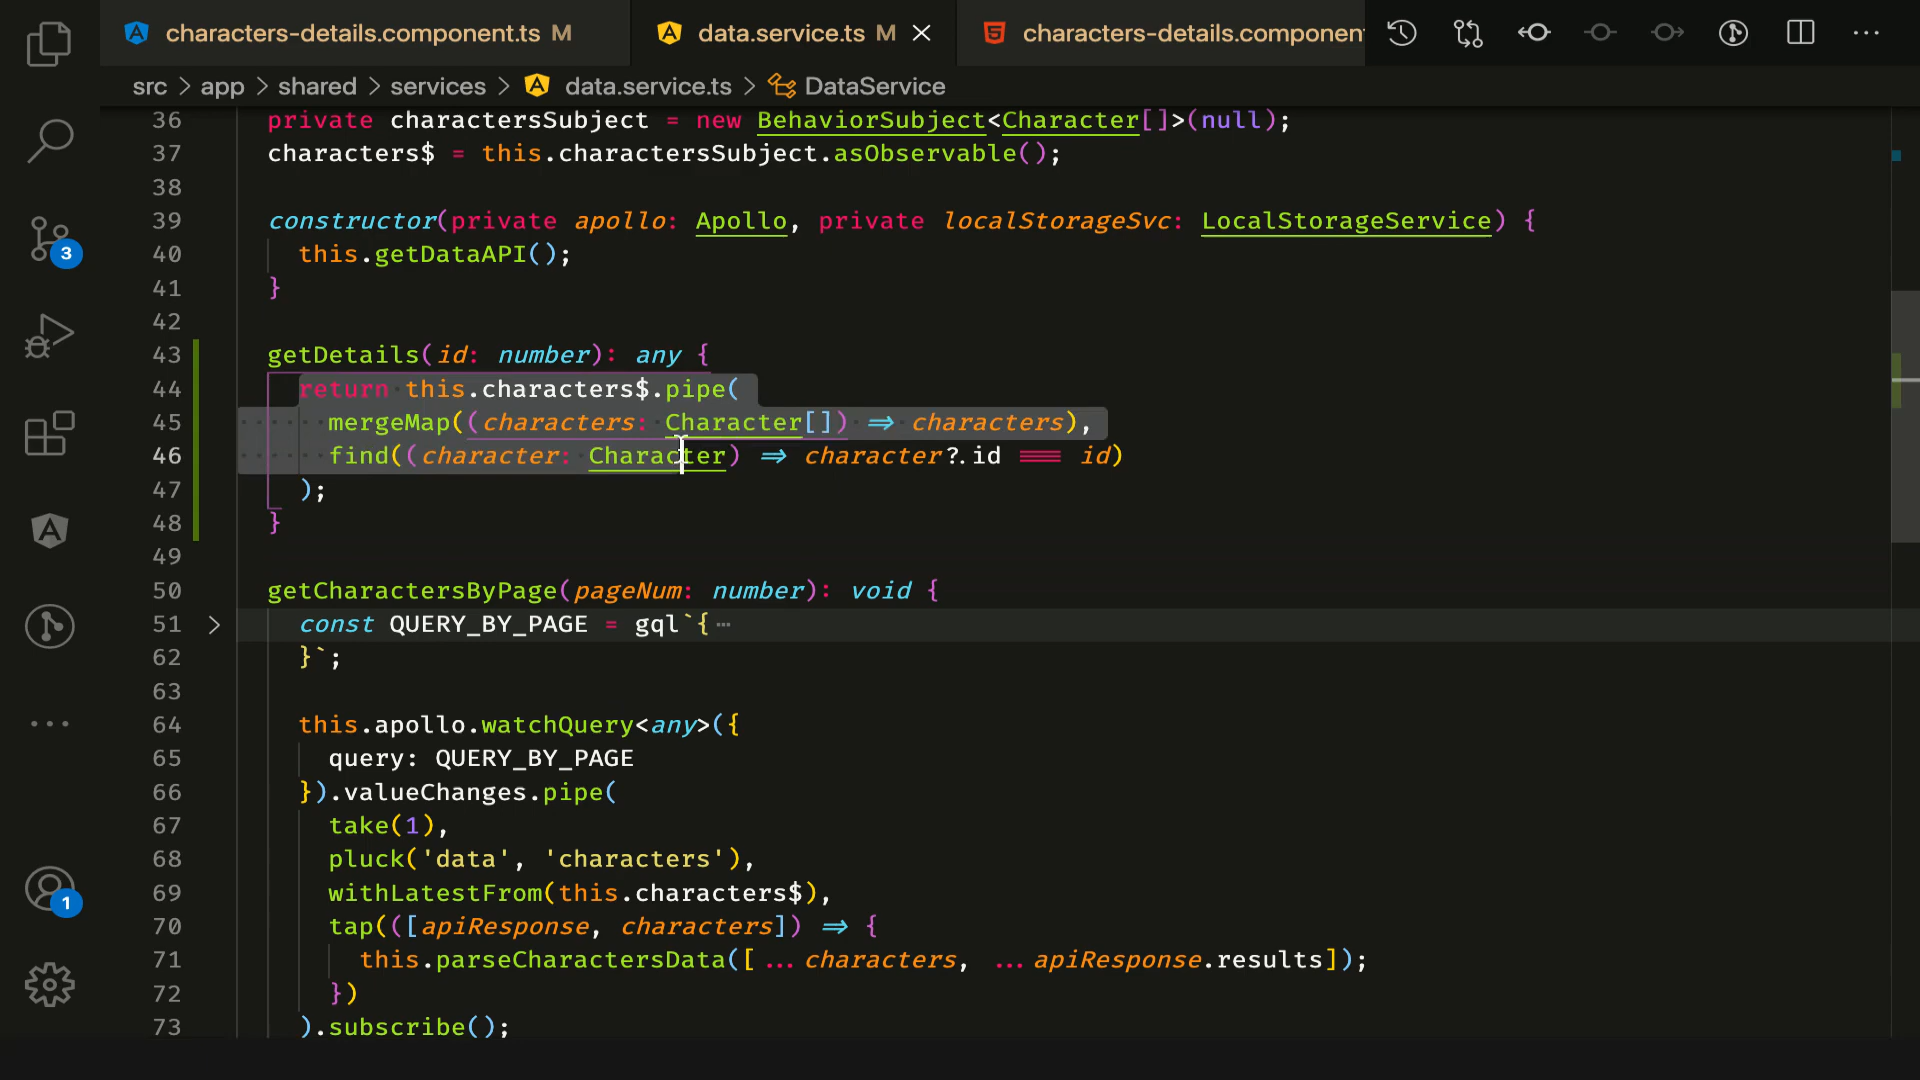 characters-details.component.ts M
data.service.ts M
characters-details.componen
src > app > shared > services > data.service.ts > DataService
36 private charactersSubject = new BehaviorSubject<Character[]>(null);
37 characters$ = this.charactersSubject.asObservable();
38
39 constructor(private apollo: Apollo, private localStorageSvc: LocalStorageService) {
40 this.getDataAPI();
41 }
42
43 getDetails(id: number): any {
44 return this.characters$.pipe(
45 mergeMap((characters: Character[]) => characters),
46 find((character: Character) => character?.id === id)
47 );
48 }
49
50 getCharactersByPage(pageNum: number): void {
51 > const QUERY_BY_PAGE = gql`{ ⋯
62 }`;
63
64 this.apollo.watchQuery<any>({
65 query: QUERY_BY_PAGE
66 }).valueChanges.pipe(
67 take(1),
68 pluck('data', 'characters'),
69 withLatestFrom(this.characters$),
70 tap(([apiResponse, characters]) => {
71 this.parseCharactersData([...characters, ...apiResponse.results]);
72 })
73 ).subscribe();
3
1